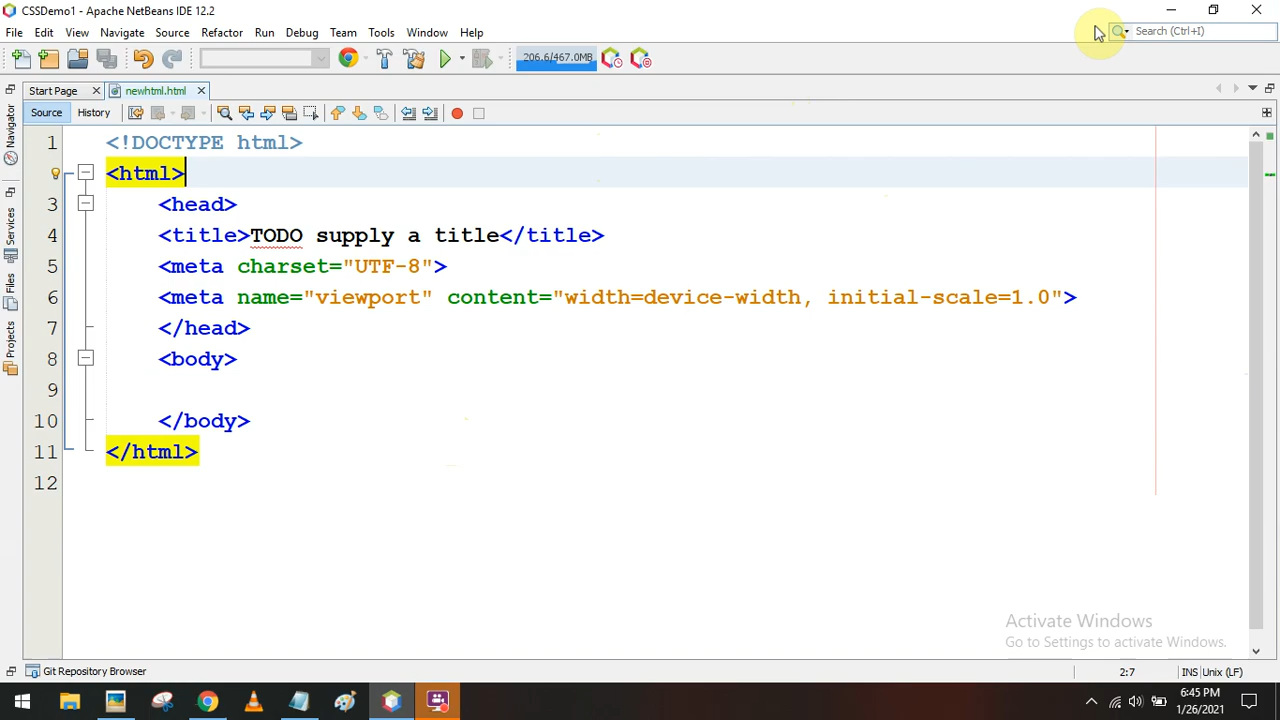 CSSDemo1 - Apache NetBeans IDE 12.2
File Edit View Navigate Source Refactor Run Debug Team Tools Window Help
Search (Ctrl+I)
206.6/467.0MB
Start Page
newhtml.html
Source History
1 <!DOCTYPE html>
<html>
3 <head>
4 <title>TODO supply a title</title>
5 <meta charset="UTF-8">
6 <meta name="viewport" content="width=device-width, initial-scale=1.0">
7 </head>
8 <body>
9
10 </body>
11 </html>
12
Navigator
Services
Files
Projects
Activate Windows
Go to Settings to activate Windows.
Git Repository Browser
2:7 INS Unix (LF)
6:45 PM
1/26/2021